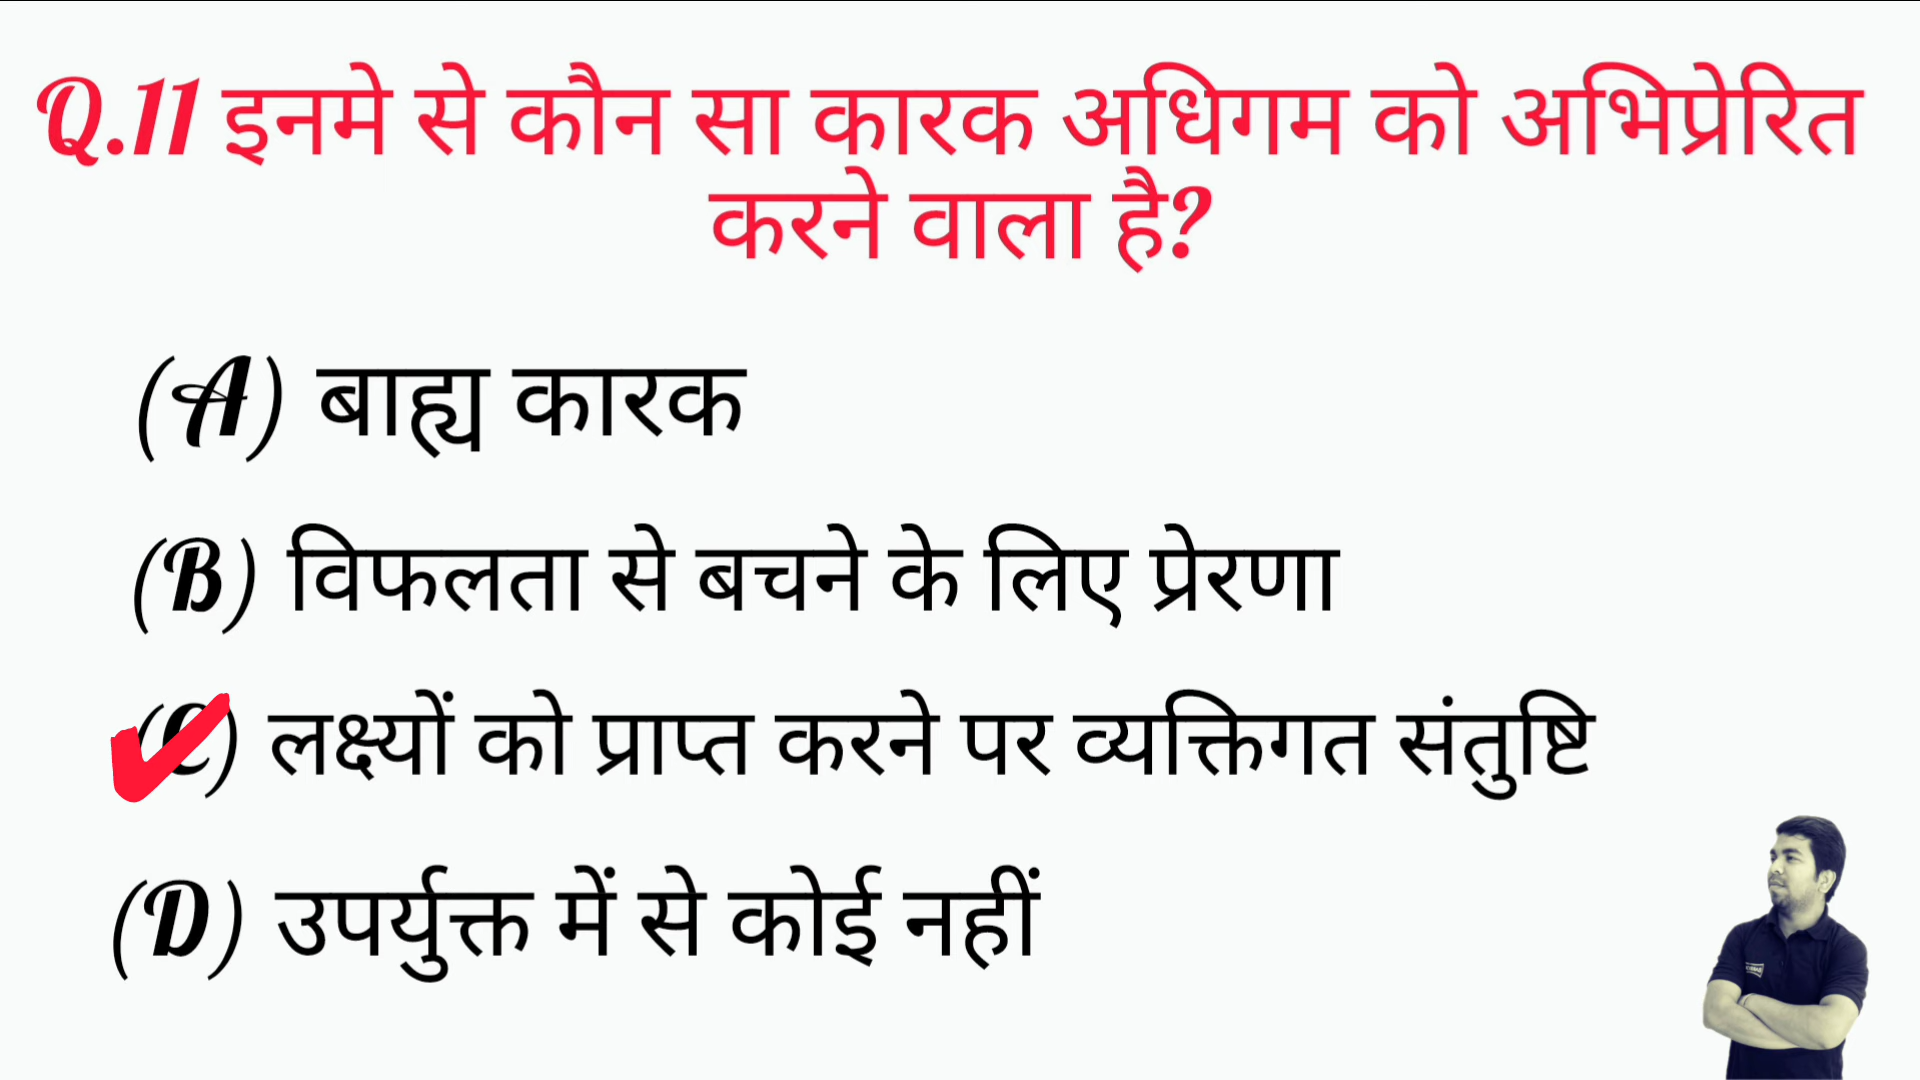 Q.11 इनमे से कौन सा कारक अधिगम को अभिप्रेरित
करने वाला है?
(A) बाह्य कारक
(B) विफलता से बचने के लिए प्रेरणा
(C) लक्ष्यों को प्राप्त करने पर व्यक्तिगत संतुष्टि
(D) उपर्युक्त में से कोई नहीं